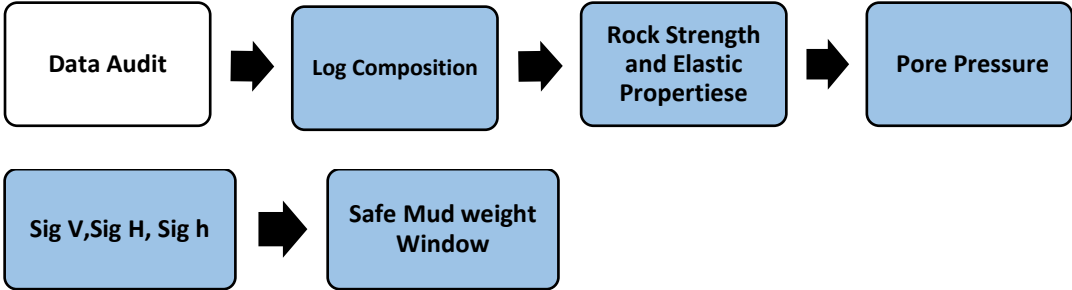 Data Audit
Log Composition
Rock Strength
and Elastic
Propertiese
Pore Pressure
Sig V,Sig H, Sig h
Safe Mud weight
Window